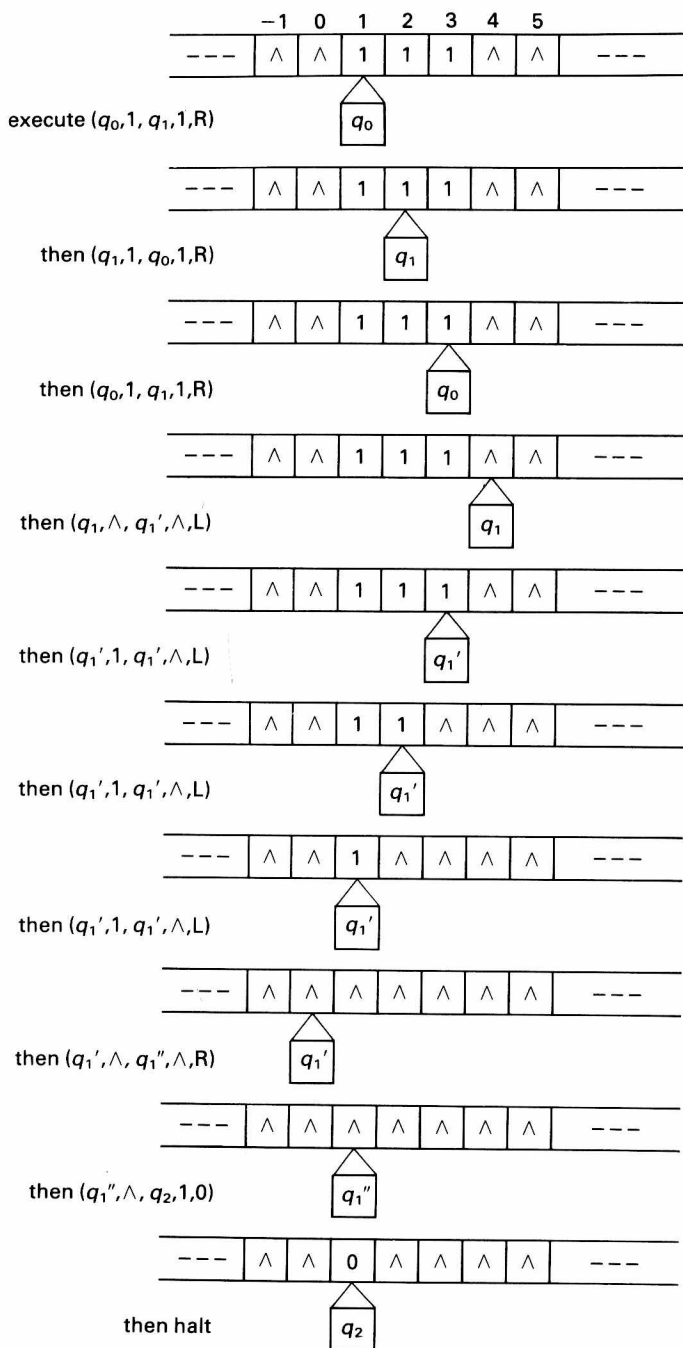 −1 0 1 2 3 4 5
--- ∧ ∧ 1 1 1 ∧ ∧ ---
execute (q₀,1, q₁,1,R) q₀
--- ∧ ∧ 1 1 1 ∧ ∧ ---
then (q₁,1, q₀,1,R) q₁
--- ∧ ∧ 1 1 1 ∧ ∧ ---
then (q₀,1, q₁,1,R) q₀
--- ∧ ∧ 1 1 1 ∧ ∧ ---
then (q₁,∧, q₁′,∧,L) q₁
--- ∧ ∧ 1 1 1 ∧ ∧ ---
then (q₁′,1, q₁′,∧,L) q₁′
--- ∧ ∧ 1 1 ∧ ∧ ∧ ---
then (q₁′,1, q₁′,∧,L) q₁′
--- ∧ ∧ 1 ∧ ∧ ∧ ∧ ---
then (q₁′,1, q₁′,∧,L) q₁′
--- ∧ ∧ ∧ ∧ ∧ ∧ ∧ ---
then (q₁′,∧, q₁″,∧,R) q₁′
--- ∧ ∧ ∧ ∧ ∧ ∧ ∧ ---
then (q₁″,∧, q₂,1,0) q₁″
--- ∧ ∧ 0 ∧ ∧ ∧ ∧ ---
then halt q₂